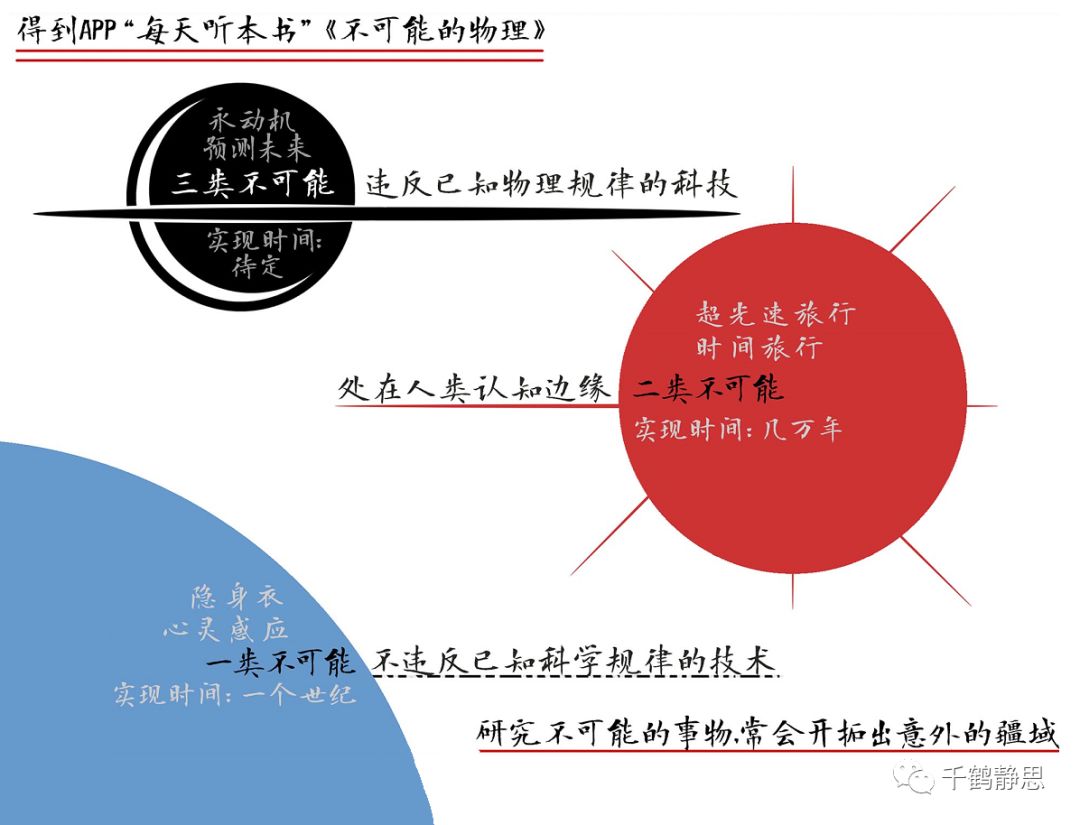 得到APP“每天听本书”《不可能的物理》
永动机
预测未来
三类不可能 违反已知物理规律的科技
实现时间：
待定
超光速旅行
时间旅行
处在人类认知边缘 二类不可能
实现时间：几万年
隐身衣
心灵感应
一类不可能 不违反已知科学规律的技术
实现时间：一个世纪
研究不可能的事物,常会开拓出意外的疆域
千鹤静思